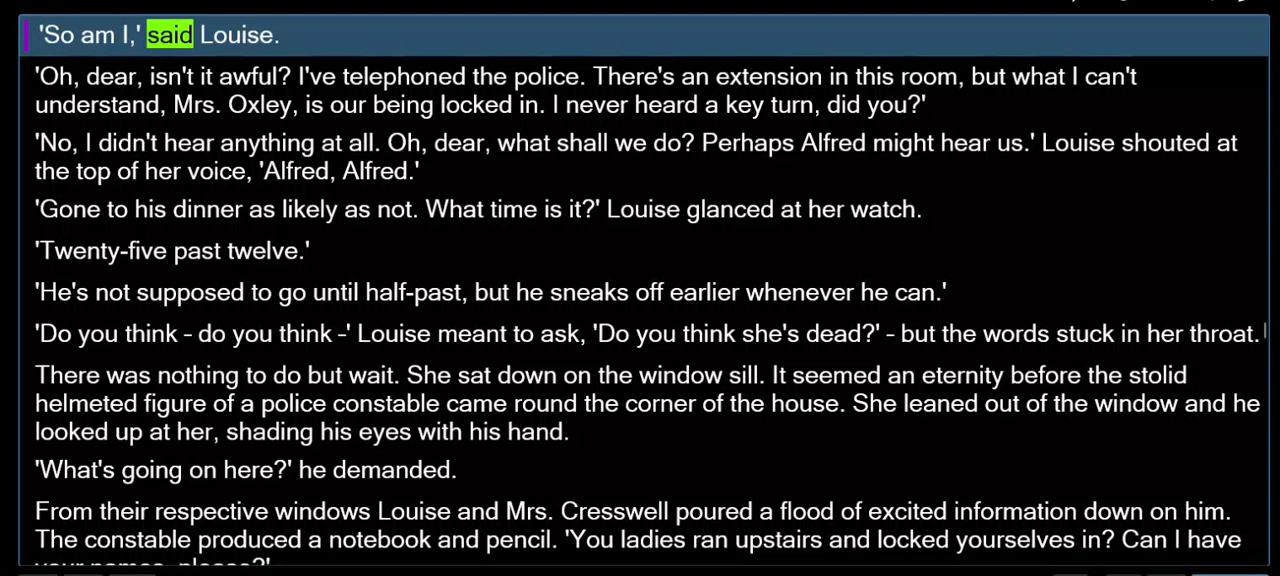 'So am I,' said Louise.
'Oh, dear, isn't it awful? I've telephoned the police. There's an extension in this room, but what I can't
understand, Mrs. Oxley, is our being locked in. I never heard a key turn, did you?'
'No, I didn't hear anything at all. Oh, dear, what shall we do? Perhaps Alfred might hear us.' Louise shouted at
the top of her voice, 'Alfred, Alfred.'
'Gone to his dinner as likely as not. What time is it?' Louise glanced at her watch.
'Twenty-five past twelve.'
'He's not supposed to go until half-past, but he sneaks off earlier whenever he can.'
'Do you think – do you think –' Louise meant to ask, 'Do you think she's dead?' – but the words stuck in her throat.
There was nothing to do but wait. She sat down on the window sill. It seemed an eternity before the stolid
helmeted figure of a police constable came round the corner of the house. She leaned out of the window and he
looked up at her, shading his eyes with his hand.
'What's going on here?' he demanded.
From their respective windows Louise and Mrs. Cresswell poured a flood of excited information down on him.
The constable produced a notebook and pencil. 'You ladies ran upstairs and locked yourselves in? Can I have
your names, please?'